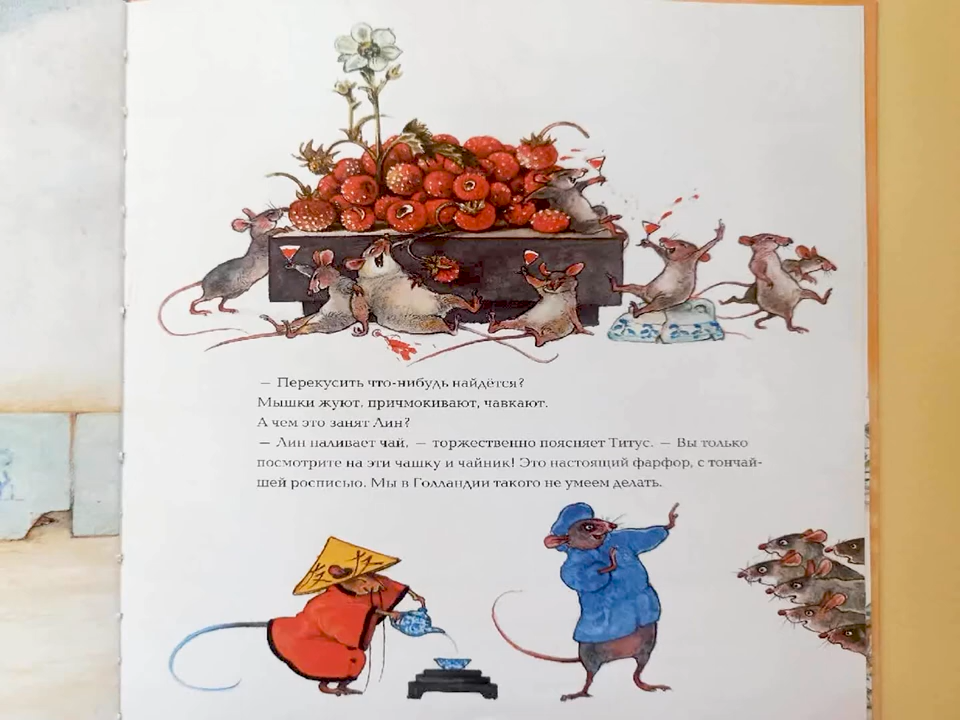 — Перекусить что-нибудь найдётся?
Мышки жуют, причмокивают, чавкают.
А чем это занят Лин?
— Лин наливает чай, — торжественно поясняет Титус. — Вы только
посмотрите на эти чашку и чайник! Это настоящий фарфор, с тончай-
шей росписью. Мы в Голландии такого не умеем делать.